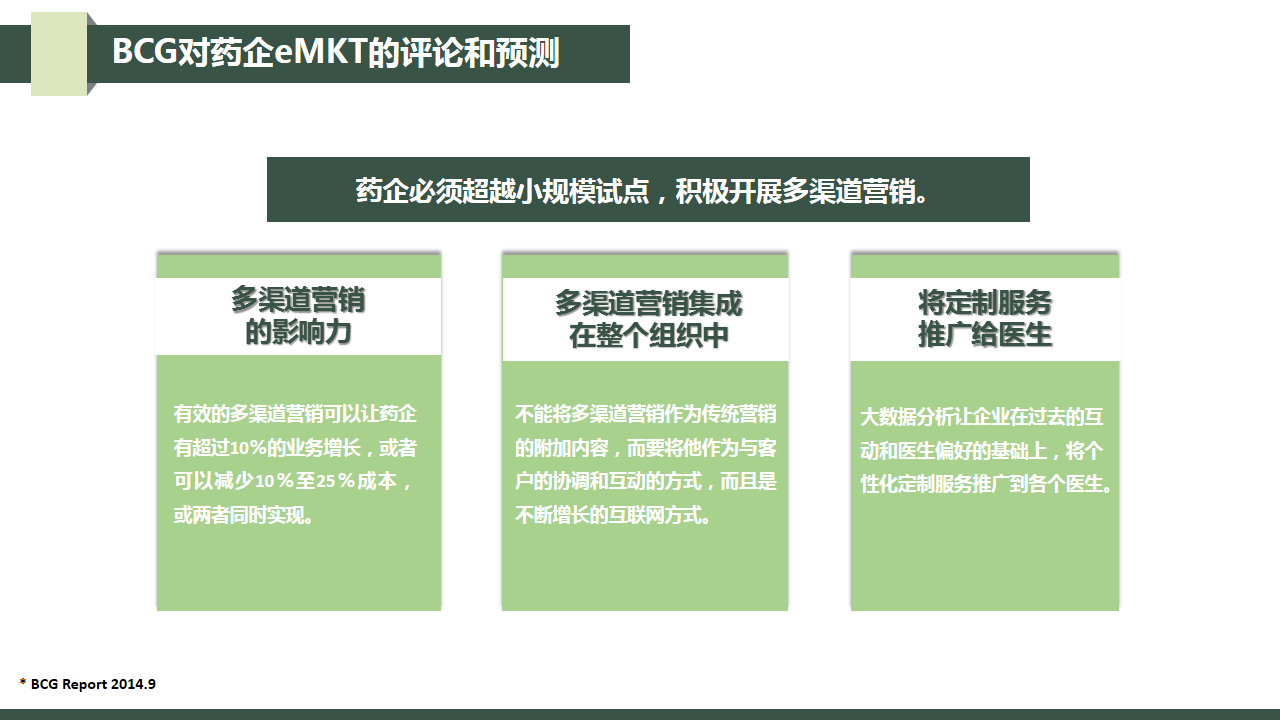 BCG对药企eMKT的评论和预测
药企必须超越小规模试点，积极开展多渠道营销。
多渠道营销
的影响力
有效的多渠道营销可以让药企
有超过10%的业务增长，或者
可以减少10％至25％成本，
或两者同时实现。
多渠道营销集成
在整个组织中
不能将多渠道营销作为传统营销
的附加内容，而要将他作为与客
户的协调和互动的方式，而且是
不断增长的互联网方式。
将定制服务
推广给医生
大数据分析让企业在过去的互
动和医生偏好的基础上，将个
性化定制服务推广到各个医生。
* BCG Report 2014.9